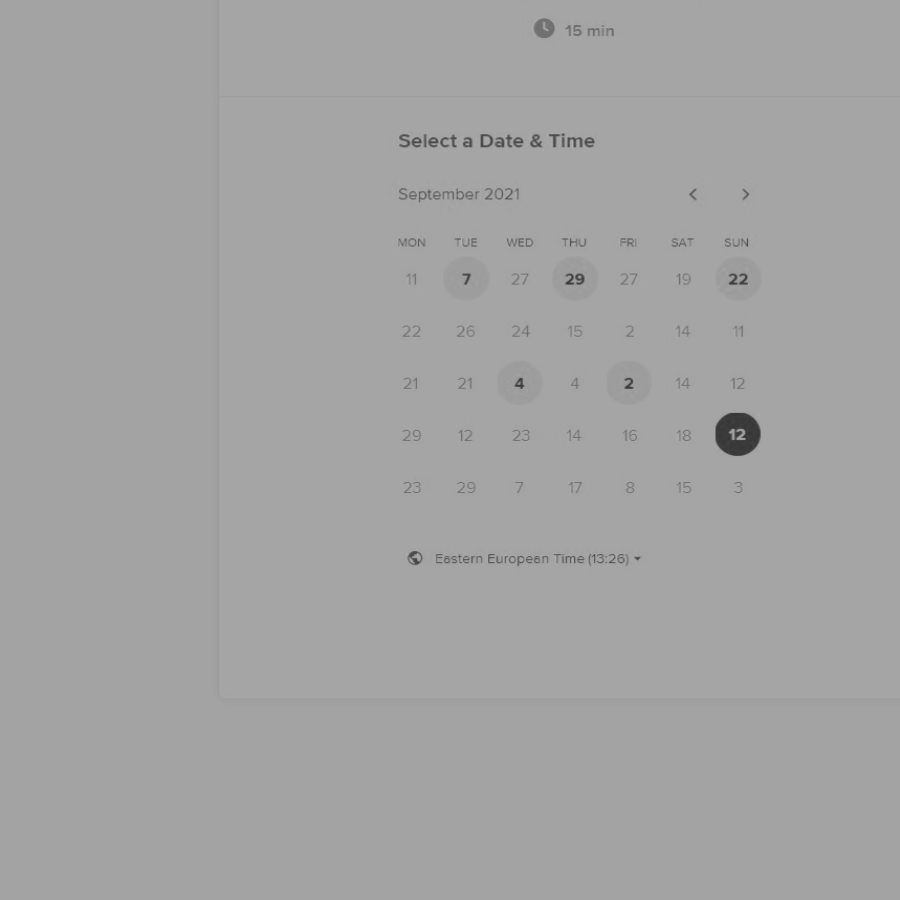 15 min
Select a Date & Time
September 2021
MON TUE WED THU FRI SAT SUN
11 7 27 29 27 19 22
22 26 24 15 2 14 11
21 21 4 4 2 14 12
29 12 23 14 16 18 12
23 29 7 17 8 15 3
Eastern European Time (13:26)